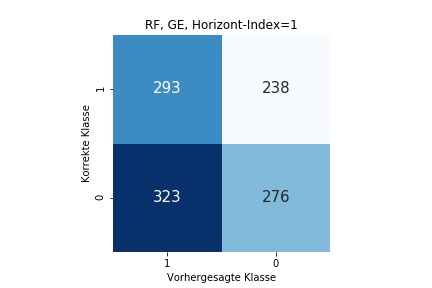 RF, GE, Horizont-Index=1
Korrekte Klasse
1
293
238
0
323
276
1
0
Vorhergesagte Klasse